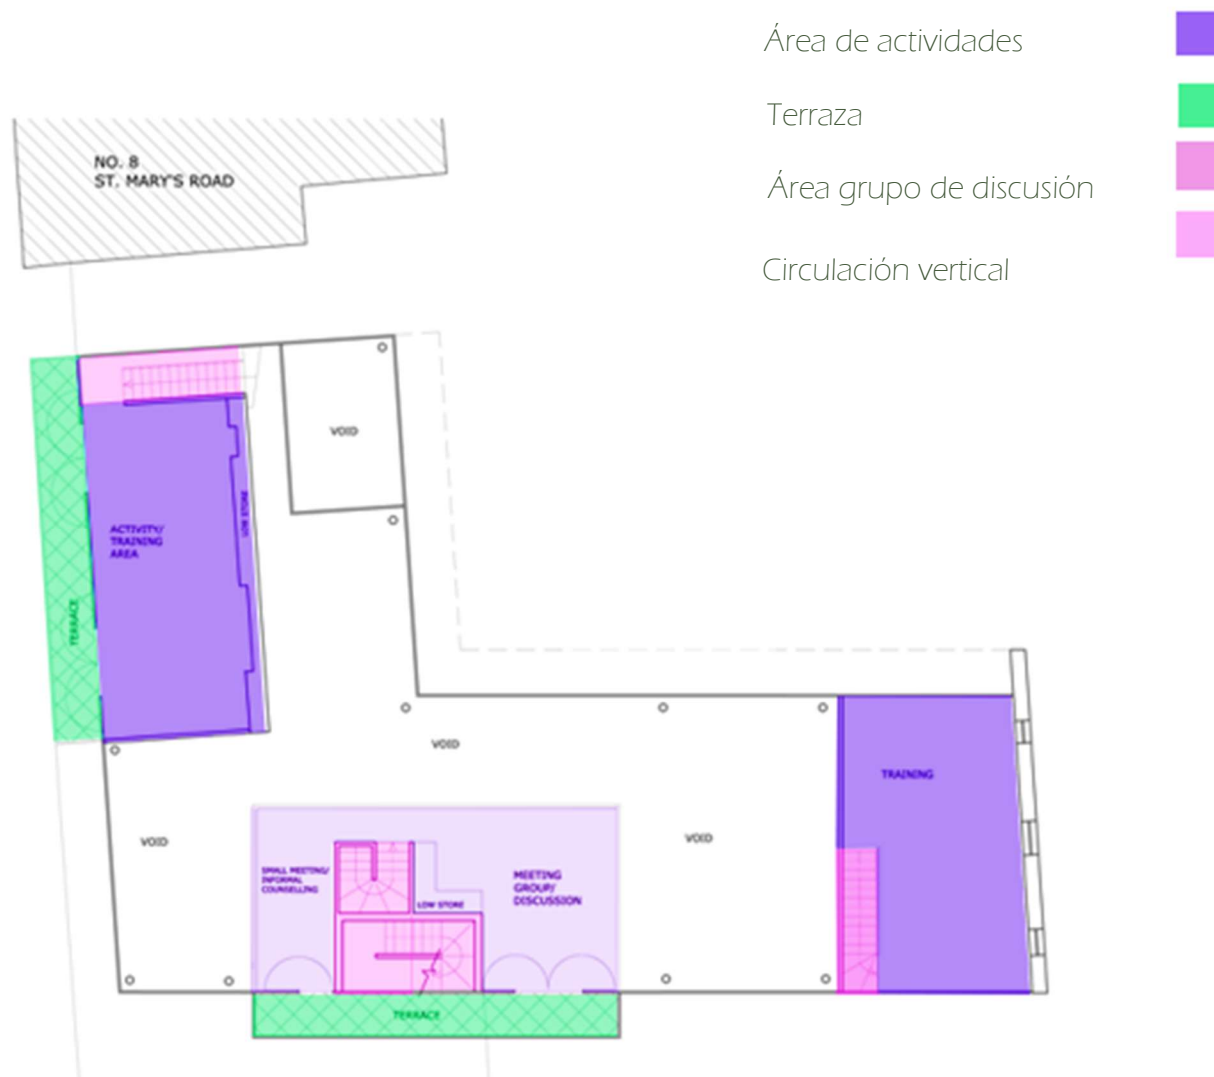 Área de actividades
Terraza
Área grupo de discusión
Circulación vertical
NO. 8
ST. MARY'S ROAD
VOID
ACTIVITY/
TRAINING
AREA
LOW STORE
TERRACE
VOID
TRAINING
VOID
VOID
SMALL MEETING/
INFORMAL
COUNSELLING
MEETING
GROUP/
DISCUSSION
LOW STORE
TERRACE